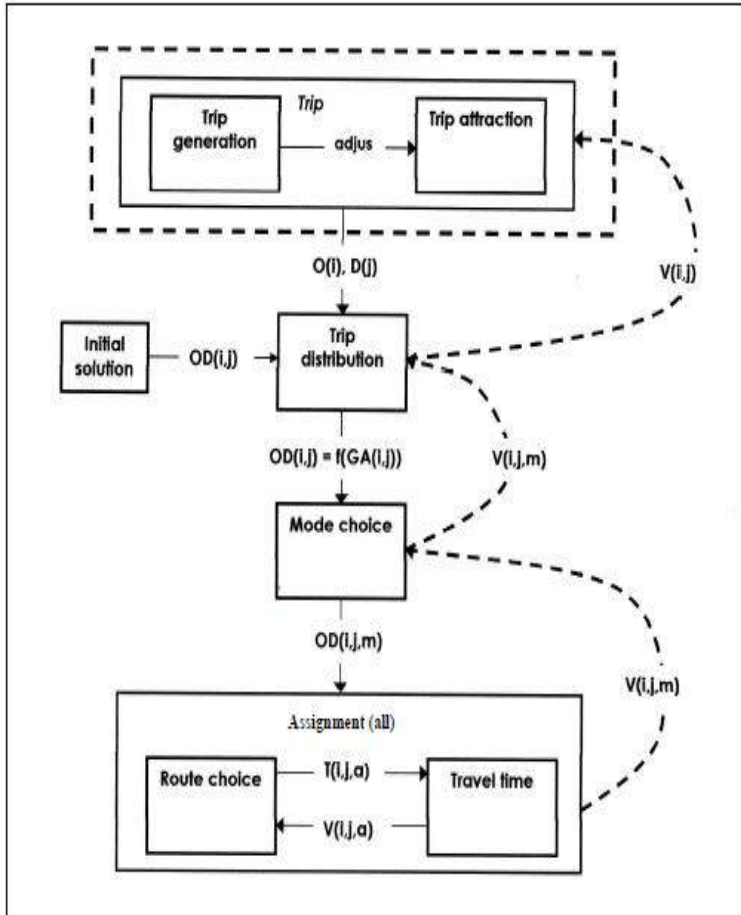 Trip
Trip
generation
adjus
Trip attraction
O(i), D(j)
V(i,j)
Initial
solution
OD(i,j)
Trip
distribution
OD(i,j) = f(GA(i,j))
V(i,j,m)
Mode choice
OD(i,j,m)
V(i,j,m)
Assignment (all)
Route choice
T(i,j,a)
Travel time
V(i,j,a)